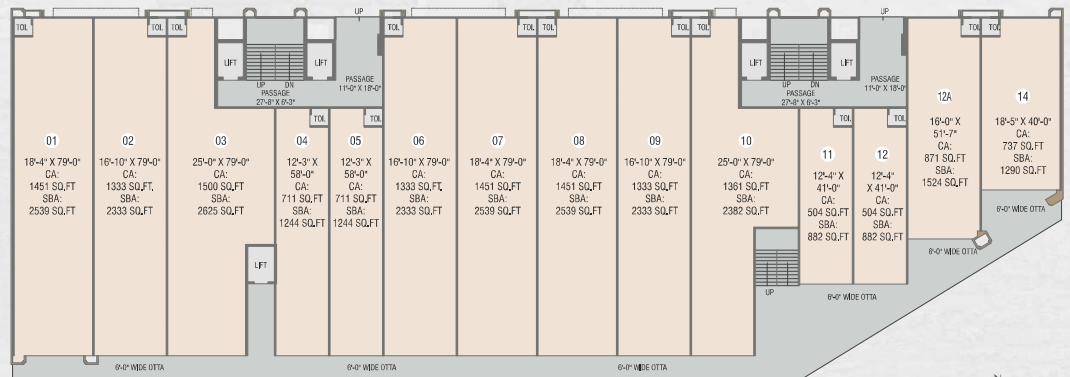 UP
UP
TOL
TOL
TOL
TOL
TOL
TOL
TOL
TOL
TOL
TOL
LIFT
LIFT
LIFT
LIFT
UP
DN
UP
DN
PASSAGE
11'-0" X 18'-0"
PASSAGE
27'-8" X 6'-3"
PASSAGE
11'-0" X 18'-0"
PASSAGE
27'-8" X 6'-3"
TOL
TOL
TOL
TOL
01
18'-4" X 79'-0"
CA:
1451 SQ.FT
SBA:
2539 SQ.FT
02
16'-10" X 79'-0"
CA:
1333 SQ.FT.
SBA:
2333 SQ.FT
03
25'-0" X 79'-0"
CA:
1500 SQ.FT
SBA:
2625 SQ.FT
04
12'-3" X
58'-0"
CA:
711 SQ.FT
SBA:
1244 SQ.FT
05
12'-3" X
58'-0"
CA:
711 SQ.FT
SBA:
1244 SQ.FT
06
16'-10" X 79'-0"
CA:
1333 SQ.FT.
SBA:
2333 SQ.FT
07
18'-4" X 79'-0"
CA:
1451 SQ.FT
SBA:
2539 SQ.FT
08
18'-4" X 79'-0"
CA:
1451 SQ.FT
SBA:
2539 SQ.FT
09
16'-10" X 79'-0"
CA:
1333 SQ.FT
SBA:
2333 SQ.FT
10
25'-0" X 79'-0"
CA:
1361 SQ.FT
SBA:
2382 SQ.FT
11
12'-4"
X 41'-0"
CA:
504 SQ.FT
SBA:
882 SQ.FT
12
12'-4"
X 41'-0"
CA:
504 SQ.FT
SBA:
882 SQ.FT
12A
16'-0" X
51'-7"
CA:
871 SQ.FT
SBA:
1524 SQ.FT
14
18'-5" X 40'-0"
CA:
737 SQ.FT
SBA:
1290 SQ.FT
6'-0" WIDE OTTA
6'-0" WIDE OTTA
LIFT
UP
6'-0" WIDE OTTA
6'-0" WIDE OTTA
6'-0" WIDE OTTA
6'-0" WIDE OTTA